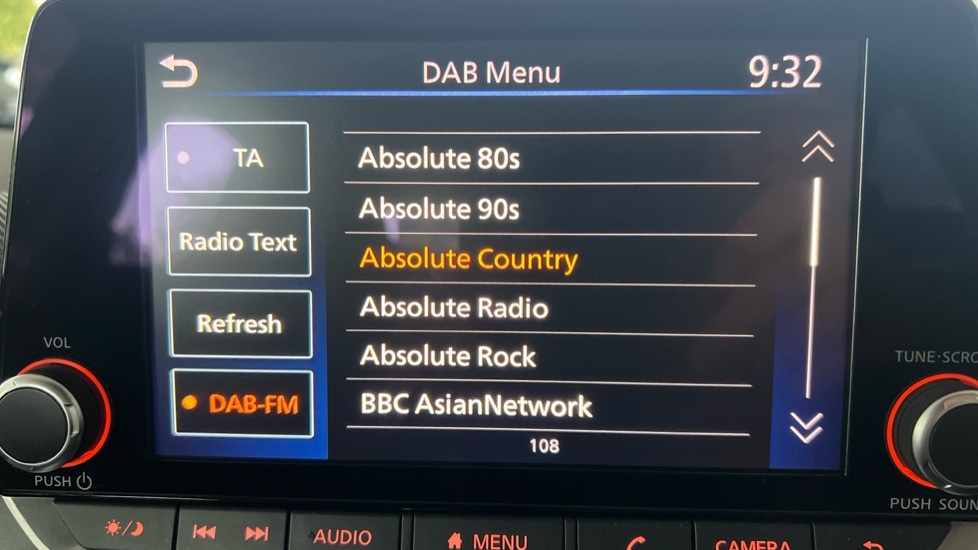 DAB Menu
9:32
TA
Radio Text
Refresh
DAB-FM
Absolute 80s
Absolute 90s
Absolute Country
Absolute Radio
Absolute Rock
BBC AsianNetwork
108
VOL
PUSH
TUNE·SCRO
PUSH SOUN
AUDIO
MENU
CAMERA